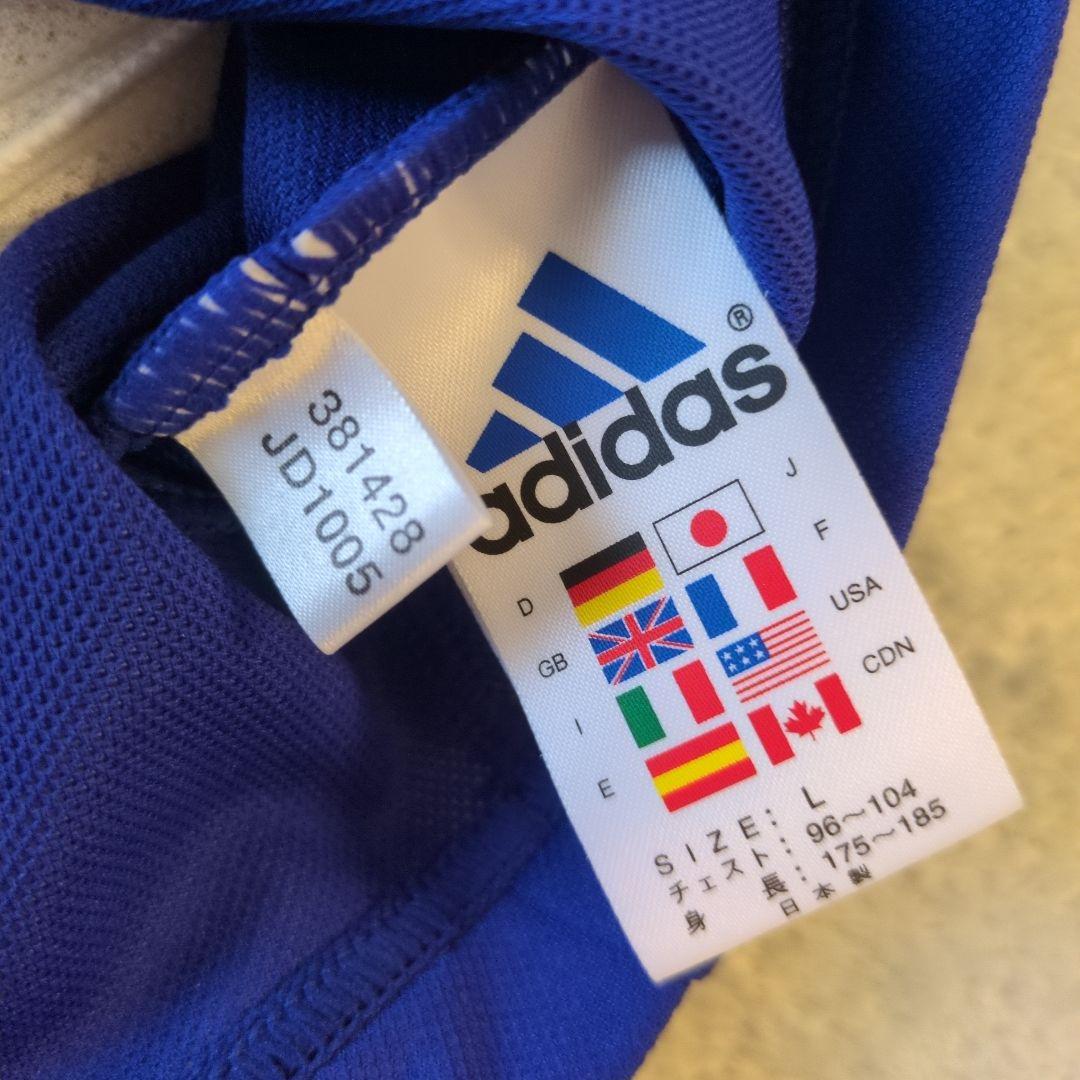 381428
JD1005
adidas®
D J
GB F
I USA
E CDN
SIZE: L
チェスト… 96~104
身長… 175~185
日本製